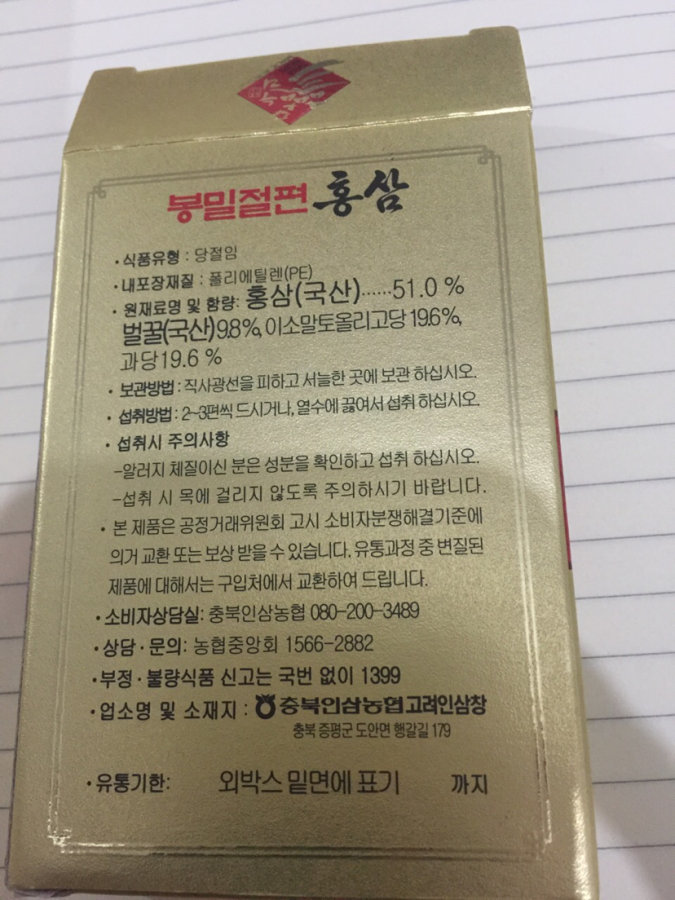 봉밀절편 홍삼
· 식품유형 : 당절임
· 내포장재질 : 폴리에틸렌(PE)
· 원재료명 및 함량: 홍삼(국산)······51.0 %
벌꿀(국산)9.8%, 이소말토올리고당 19.6%,
과당19.6 %
· 보관방법 : 직사광선을 피하고 서늘한 곳에 보관 하십시오.
· 섭취방법 : 2~3편씩 드시거나, 열수에 끓여서 섭취 하십시오.
· 섭취시 주의사항
-알러지 체질이신 분은 성분을 확인하고 섭취 하십시오.
-섭취 시 목에 걸리지 않도록 주의하시기 바랍니다.
· 본 제품은 공정거래위원회 고시 소비자분쟁해결기준에
의거 교환 또는 보상 받을 수 있습니다. 유통과정 중 변질된
제품에 대해서는 구입처에서 교환하여 드립니다.
· 소비자상담실: 충북인삼농협 080-200-3489
· 상담 · 문의: 농협중앙회 1566-2882
· 부정 · 불량식품 신고는 국번 없이 1399
· 업소명 및 소재지 : 충북인삼농협고려인삼창
충북 증평군 도안면 행갈길 179
· 유통기한: 외박스 밑면에 표기 까지